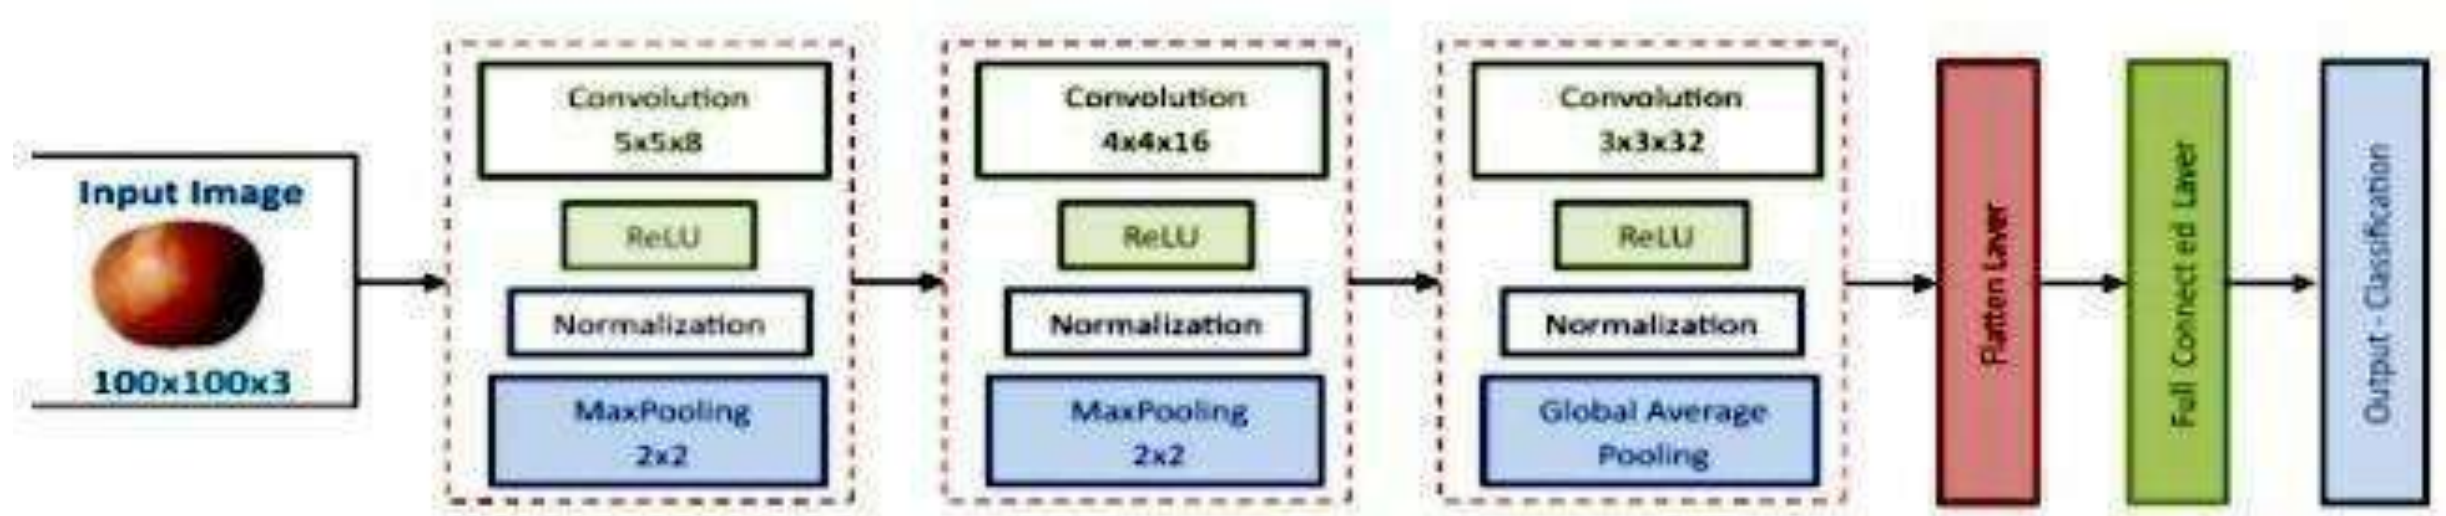 Input Image
100x100x3
Convolution
5x5x8
ReLU
Normalization
MaxPooling
2x2
Convolution
4x4x16
ReLU
Normalization
MaxPooling
2x2
Convolution
3x3x32
ReLU
Normalization
Global Average
Pooling
Flatten Layer
Full Connect ed Layer
Output - Classification